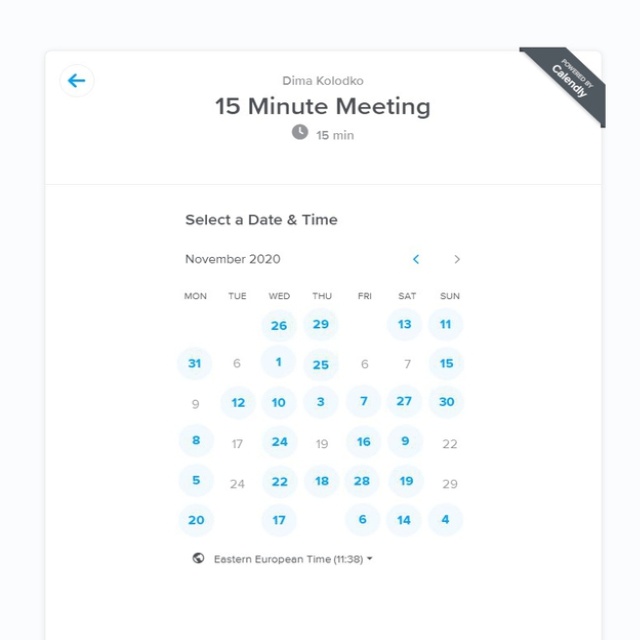 POWERED BY
Calendly
Dima Kolodko
15 Minute Meeting
15 min
Select a Date & Time
November 2020
MON TUE WED THU FRI SAT SUN
26 29 13 11
31 6 1 25 6 7 15
9 12 10 3 7 27 30
8 17 24 19 16 9 22
5 24 22 18 28 19 29
20 17 6 14 4
Eastern European Time (11:38)